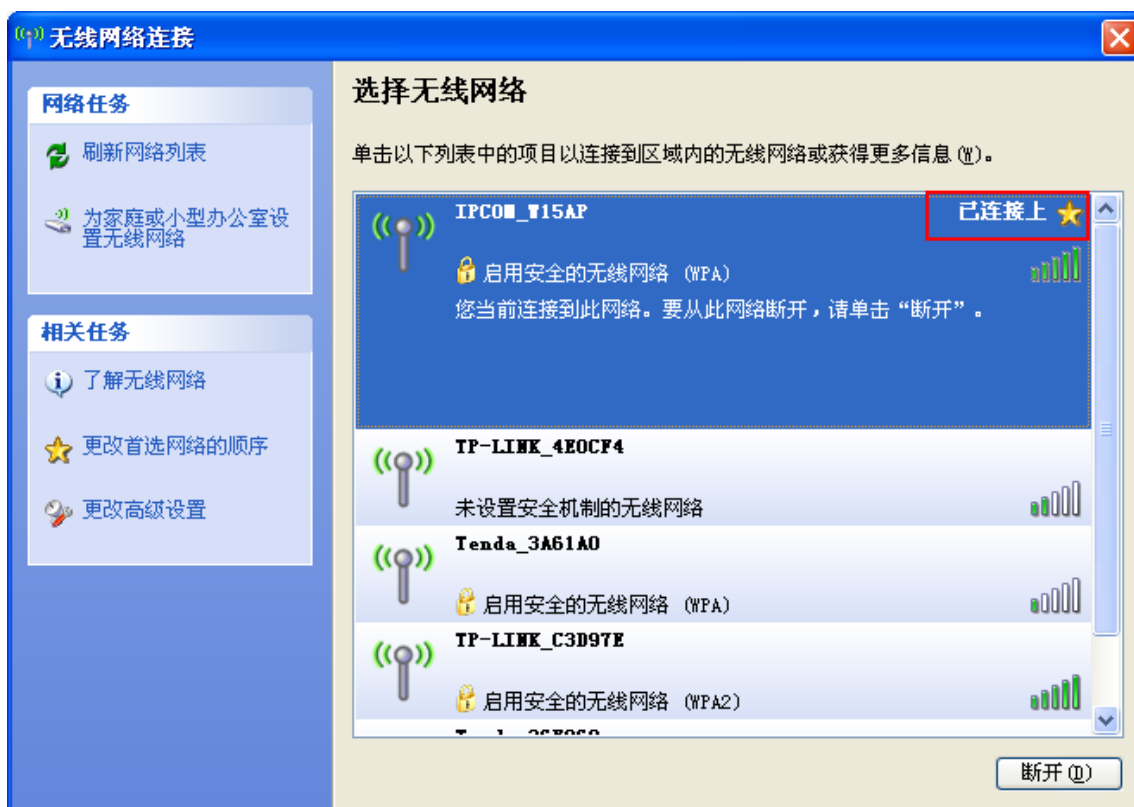 无线网络连接
网络任务
刷新网络列表
为家庭或小型办公室设
置无线网络
相关任务
了解无线网络
更改首选网络的顺序
更改高级设置
选择无线网络
单击以下列表中的项目以连接到区域内的无线网络或获得更多信息(W)。
IPCOM_W15AP
已连接上
启用安全的无线网络 (WPA)
您当前连接到此网络。要从此网络断开，请单击“断开”。
TP-LINK_4E0CF4
未设置安全机制的无线网络
Tenda_3A61A0
启用安全的无线网络 (WPA)
TP-LINK_C3D97E
启用安全的无线网络 (WPA2)
断开(D)